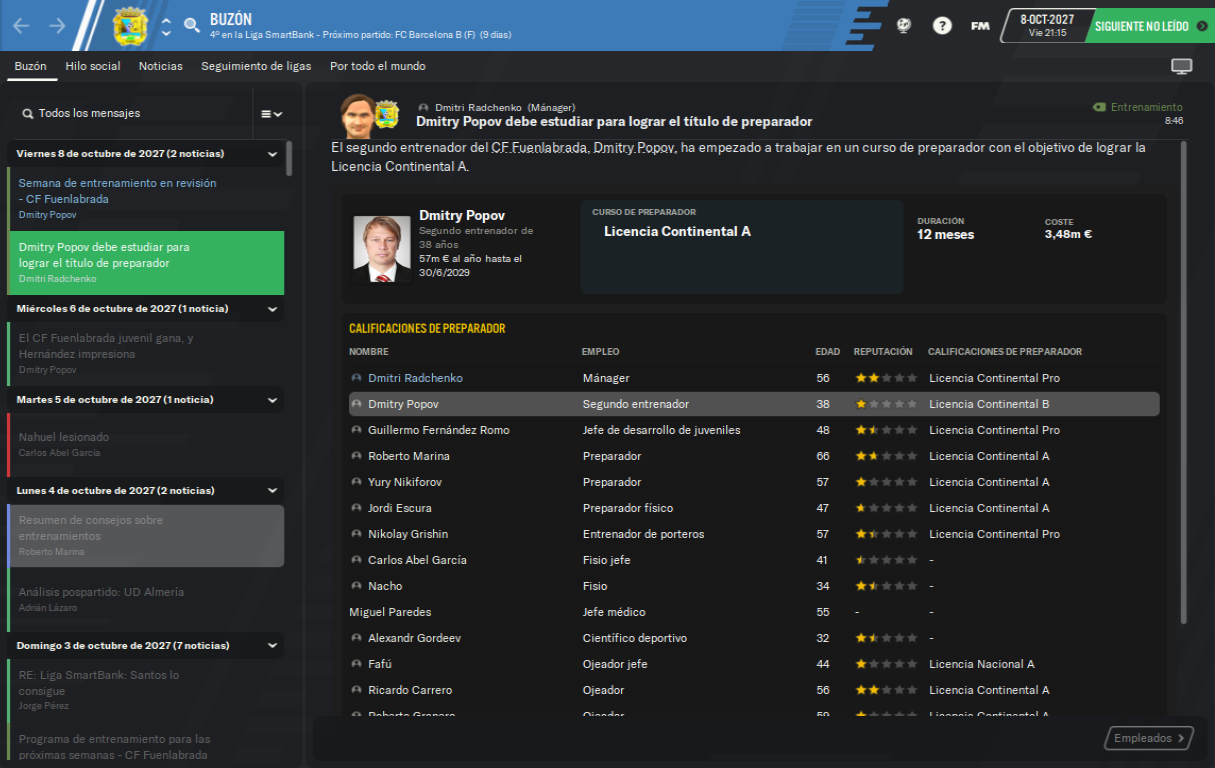 BUZÓN
4º en la Liga SmartBank - Próximo partido: FC Barcelona B (F) (9 días)
?
FM
8-OCT-2027
Vie 21:15
SIGUIENTE NO LEÍDO
Buzón
Hilo social
Noticias
Seguimiento de ligas
Por todo el mundo
Todos los mensajes
Viernes 8 de octubre de 2027 (2 noticias)
Semana de entrenamiento en revisión
- CF Fuenlabrada
Dmitry Popov
Dmitry Popov debe estudiar para
lograr el título de preparador
Dmitri Radchenko
Miércoles 6 de octubre de 2027 (1 noticia)
El CF Fuenlabrada juvenil gana, y
Hernández impresiona
Dmitry Popov
Martes 5 de octubre de 2027 (1 noticia)
Nahuel lesionado
Carlos Abel García
Lunes 4 de octubre de 2027 (2 noticias)
Resumen de consejos sobre
entrenamientos
Roberto Marina
Análisis pospartido: UD Almería
Adrián Lázaro
Domingo 3 de octubre de 2027 (7 noticias)
RE: Liga SmartBank: Santos lo
consigue
Jorge Pérez
Programa de entrenamiento para las
próximas semanas - CF Fuenlabrada
Dmitri Radchenko (Mánager)
Dmitry Popov debe estudiar para lograr el título de preparador
Entrenamiento
8:46
El segundo entrenador del CF Fuenlabrada, Dmitry Popov, ha empezado a trabajar en un curso de preparador con el objetivo de lograr la
Licencia Continental A.
Dmitry Popov
Segundo entrenador de
38 años
57m € al año hasta el
30/6/2029
CURSO DE PREPARADOR
Licencia Continental A
DURACIÓN
12 meses
COSTE
3,48m €
CALIFICACIONES DE PREPARADOR
NOMBRE EMPLEO EDAD REPUTACIÓN CALIFICACIONES DE PREPARADOR
Dmitri Radchenko Mánager 56 Licencia Continental Pro
Dmitry Popov Segundo entrenador 38 Licencia Continental B
Guillermo Fernández Romo Jefe de desarrollo de juveniles 48 Licencia Continental Pro
Roberto Marina Preparador 66 Licencia Continental A
Yury Nikiforov Preparador 57 Licencia Continental A
Jordi Escura Preparador físico 47 Licencia Continental A
Nikolay Grishin Entrenador de porteros 57 Licencia Continental Pro
Carlos Abel García Fisio jefe 41 -
Nacho Fisio 34 -
Miguel Paredes Jefe médico 55 - -
Alexandr Gordeev Científico deportivo 32 -
Fafú Ojeador jefe 44 Licencia Nacional A
Ricardo Carrero Ojeador 56 Licencia Continental A
Roberto Granero Ojeador 59 Licencia Continental A
Empleados